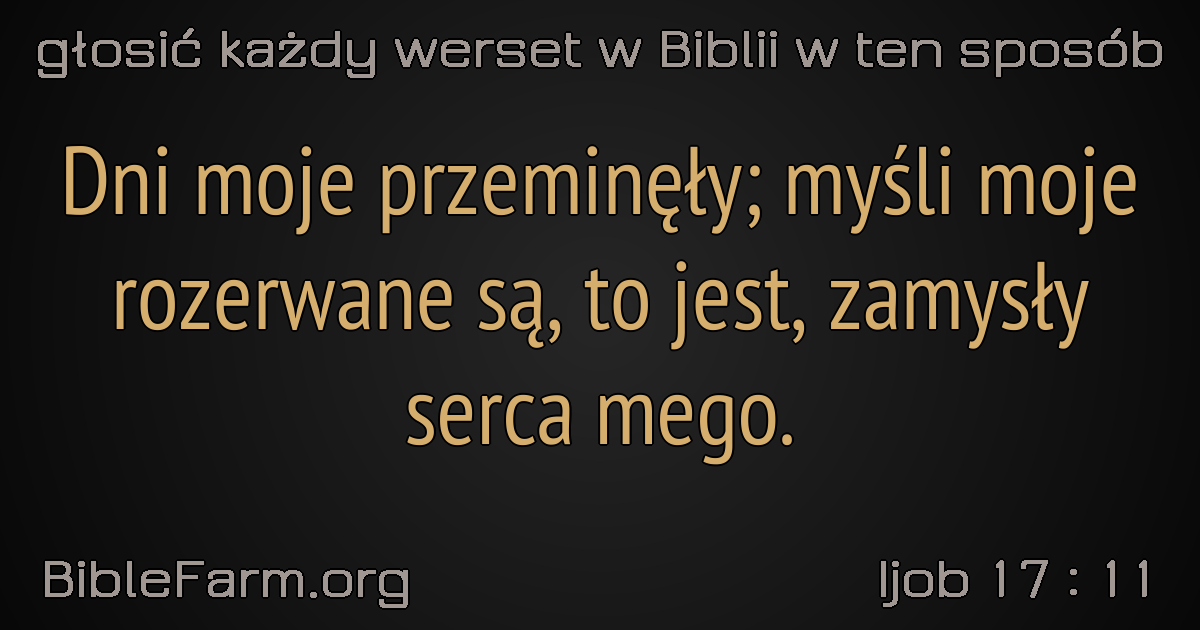 głosić każdy werset w Biblii w ten sposób
Dni moje przeminęły; myśli moje
rozerwane są, to jest, zamysły
serca mego.
BibleFarm.org
Ijob 17 : 11